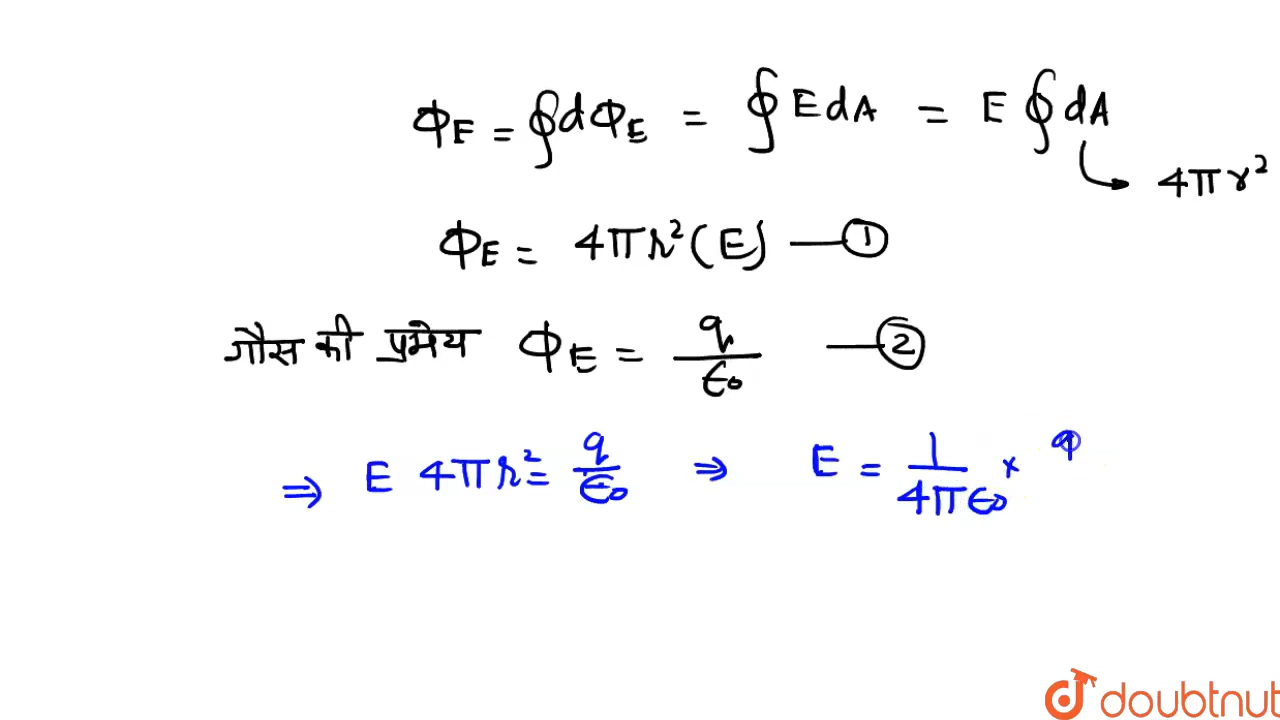 ΦE = ∮dΦE = ∮EdA = E∮dA
→ 4πr²
ΦE = 4πr²(E) —①
गौस की प्रमेय ΦE = q/ε₀ —②
⇒ E 4πr² = q/ε₀ ⇒ E = 1/4πε₀ ×
doubtnut